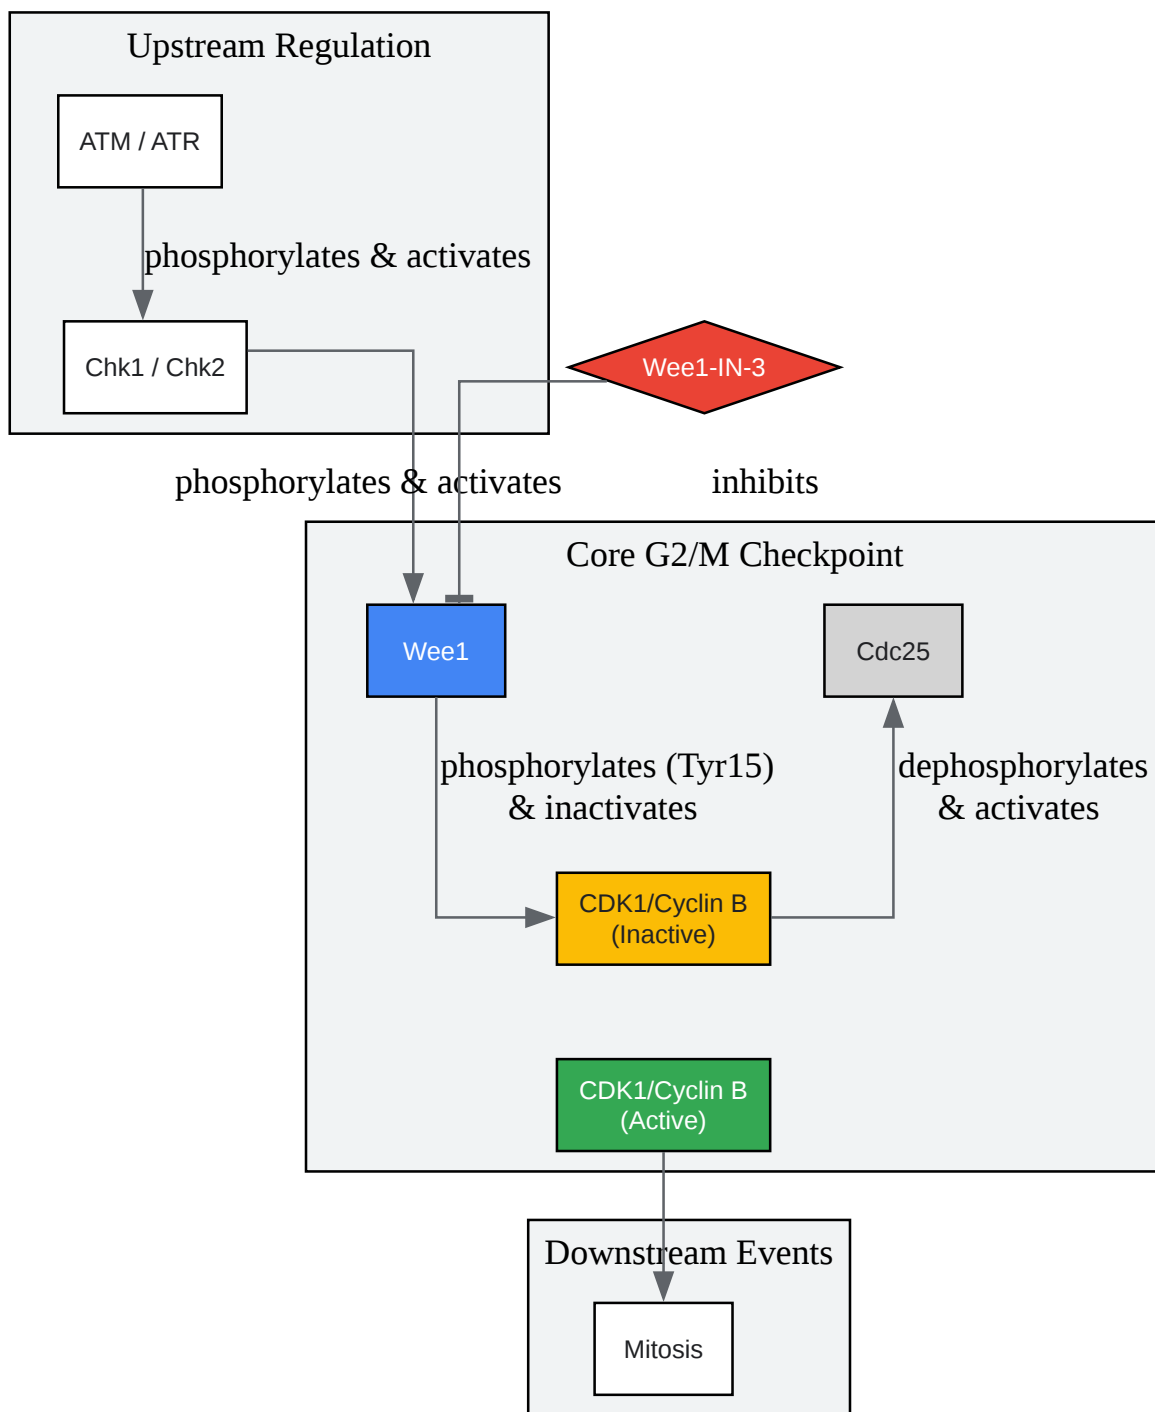 Upstream Regulation
ATM / ATR
phosphorylates & activates
Chk1 / Chk2
Wee1-IN-3
phosphorylates & activates
inhibits
Core G2/M Checkpoint
Wee1
Cdc25
phosphorylates (Tyr15)
& inactivates
dephosphorylates
& activates
CDK1/Cyclin B
(Inactive)
CDK1/Cyclin B
(Active)
Downstream Events
Mitosis